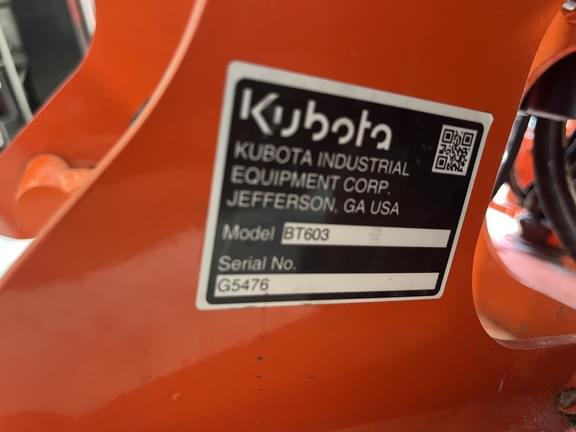 Kubota
KUBOTA INDUSTRIAL
EQUIPMENT CORP.
JEFFERSON, GA USA
Model BT603
Serial No.
G5476